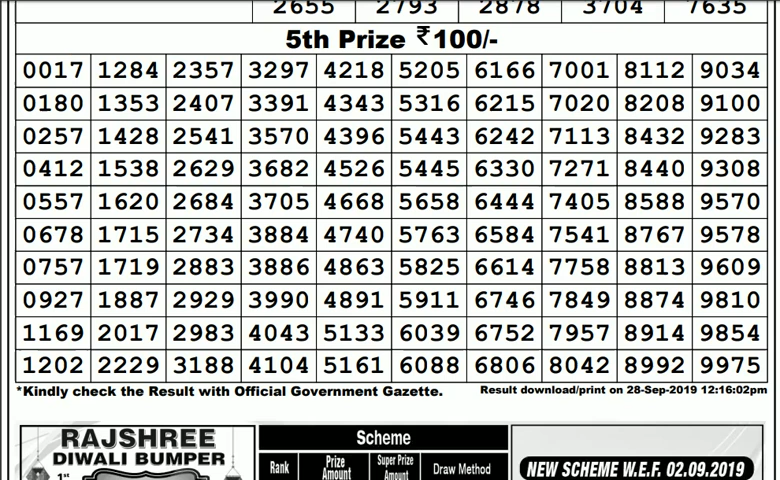 2655 2793 2878 3704 7635
5th Prize ₹100/-
0017 1284 2357 3297 4218 5205 6166 7001 8112 9034
0180 1353 2407 3391 4343 5316 6215 7020 8208 9100
0257 1428 2541 3570 4396 5443 6242 7113 8432 9283
0412 1538 2629 3682 4526 5445 6330 7271 8440 9308
0557 1620 2684 3705 4668 5658 6444 7405 8588 9570
0678 1715 2734 3884 4740 5763 6584 7541 8767 9578
0757 1719 2883 3886 4863 5825 6614 7758 8813 9609
0927 1887 2929 3990 4891 5911 6746 7849 8874 9810
1169 2017 2983 4043 5133 6039 6752 7957 8914 9854
1202 2229 3188 4104 5161 6088 6806 8042 8992 9975
*Kindly check the Result with Official Government Gazette. Result download/print on 28-Sep-2019 12:16:02pm
RAJSHREE
DIWALI BUMPER
1st
Scheme
Rank Prize Amount Super Prize Amount Draw Method
NEW SCHEME W.E.F. 02.09.2019